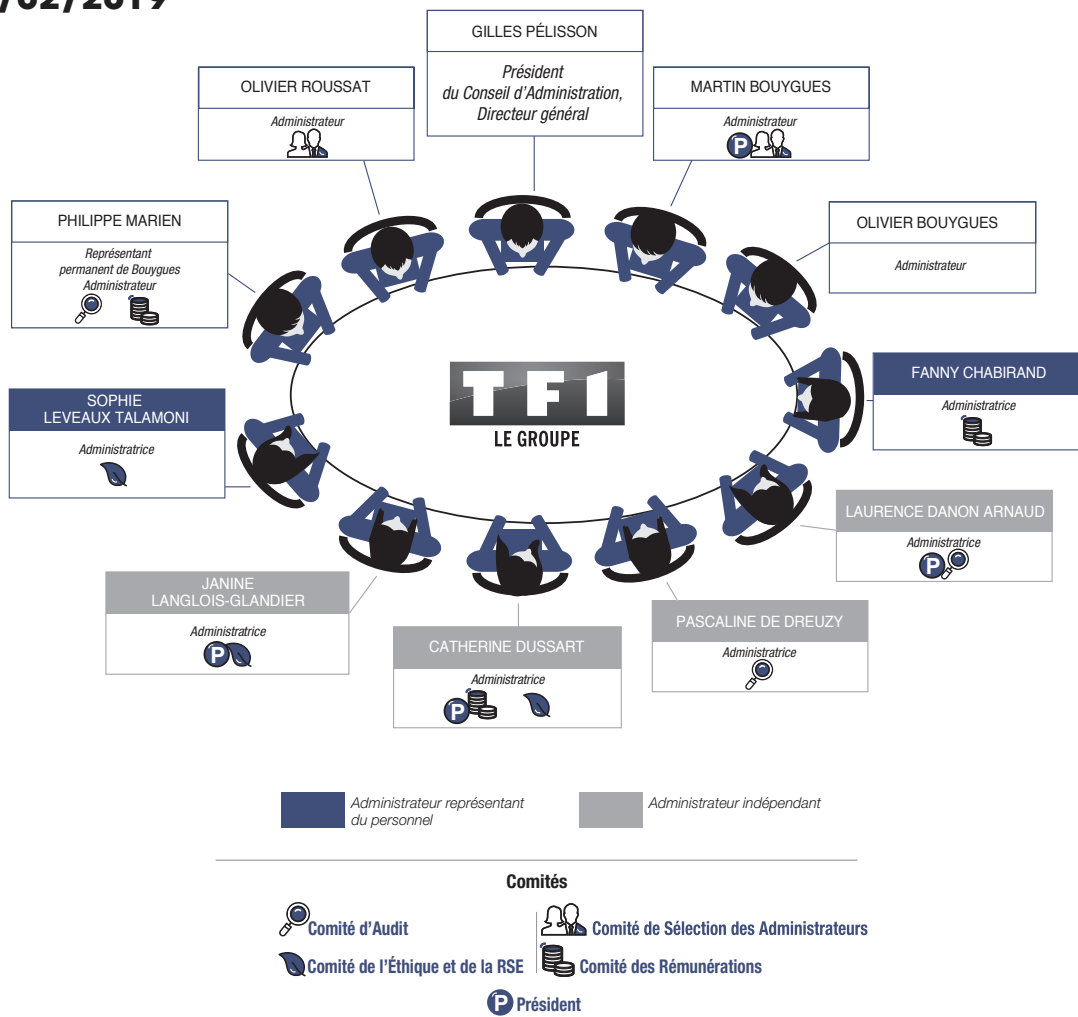 /02/2019
GILLES PÉLISSON
Président
du Conseil d'Administration,
Directeur général
OLIVIER ROUSSAT
Administrateur
MARTIN BOUYGUES
Administrateur
P
PHILIPPE MARIEN
Représentant
permanent de Bouygues
Administrateur
OLIVIER BOUYGUES
Administrateur
TF1
LE GROUPE
FANNY CHABIRAND
Administratrice
SOPHIE
LEVEAUX TALAMONI
Administratrice
LAURENCE DANON ARNAUD
Administratrice
P
JANINE
LANGLOIS-GLANDIER
Administratrice
P
CATHERINE DUSSART
Administratrice
P
PASCALINE DE DREUZY
Administratrice
Administrateur représentant
du personnel
Administrateur indépendant
Comités
Comité d'Audit
Comité de Sélection des Administrateurs
Comité de l'Éthique et de la RSE
Comité des Rémunérations
P Président